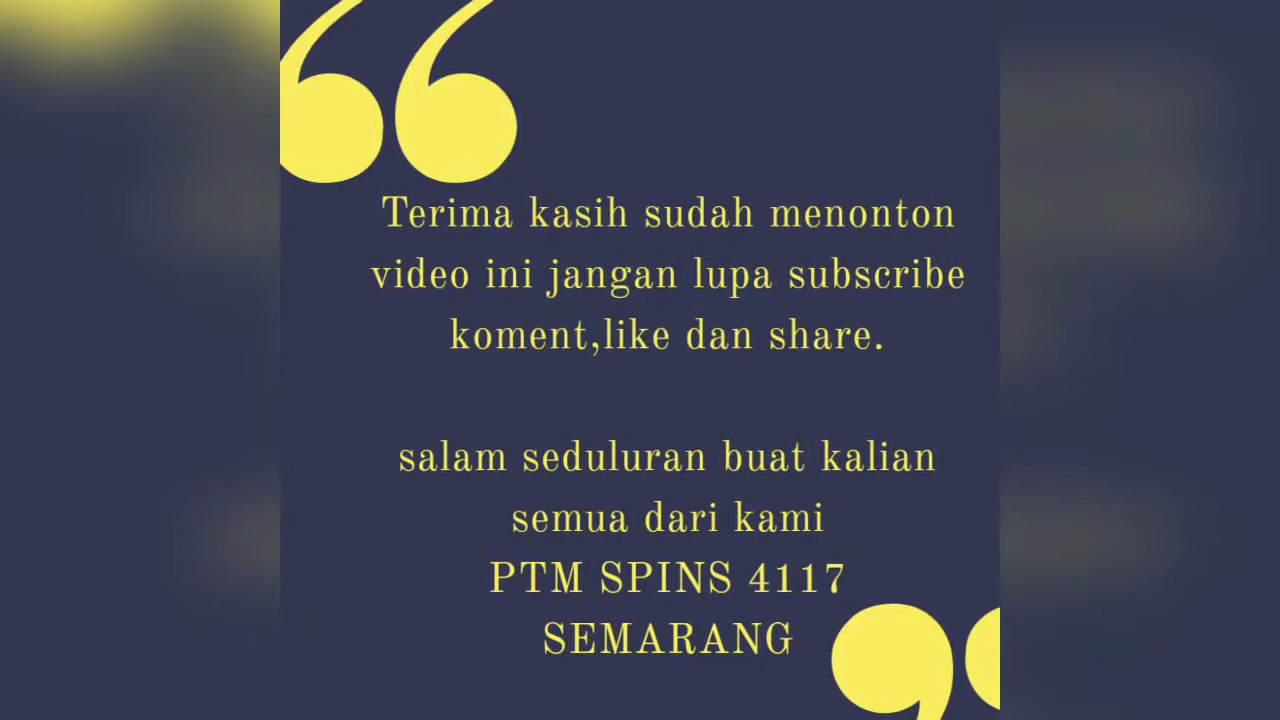 Terima kasih sudah menonton
video ini jangan lupa subscribe
koment,like dan share.
salam seduluran buat kalian
semua dari kami
PTM SPINS 4117
SEMARANG